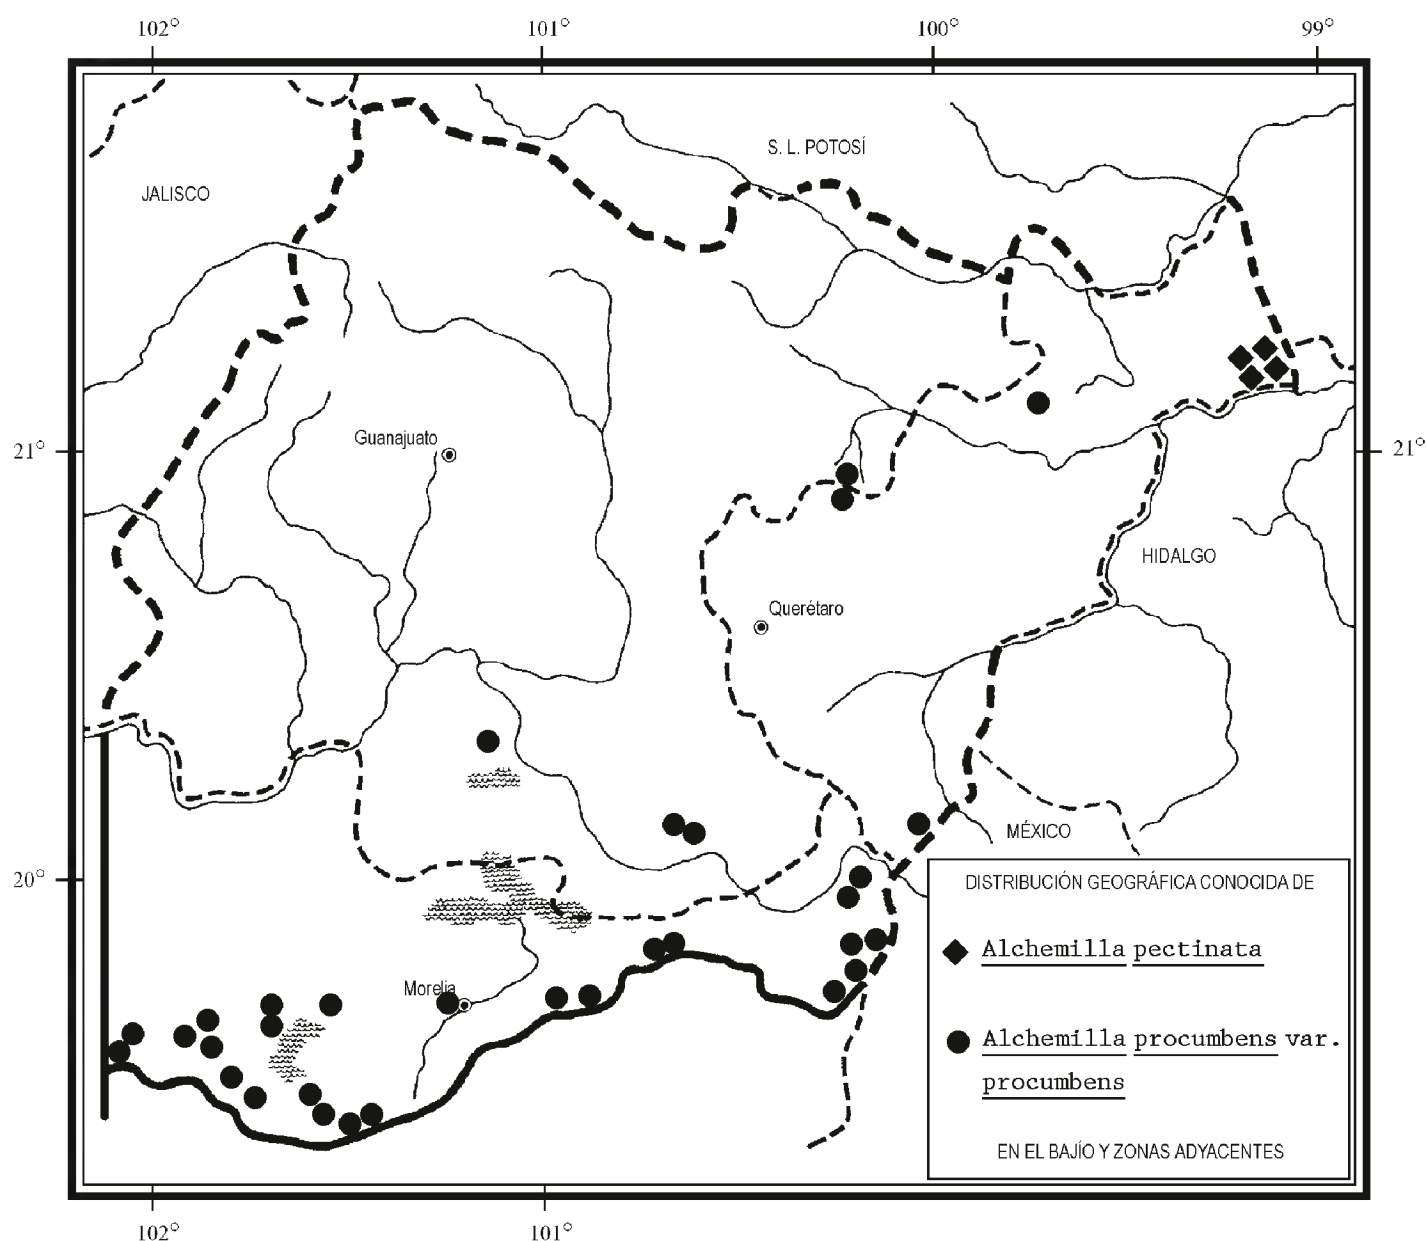 102° 101° 100° 99°
S. L. POTOSÍ
JALISCO
Guanajuato
21° 21°
HIDALGO
Querétaro
MÉXICO
20°
DISTRIBUCIÓN GEOGRÁFICA CONOCIDA DE
Alchemilla pectinata
Morelia
Alchemilla procumbens var.
procumbens
EN EL BAJÍO Y ZONAS ADYACENTES
102° 101°